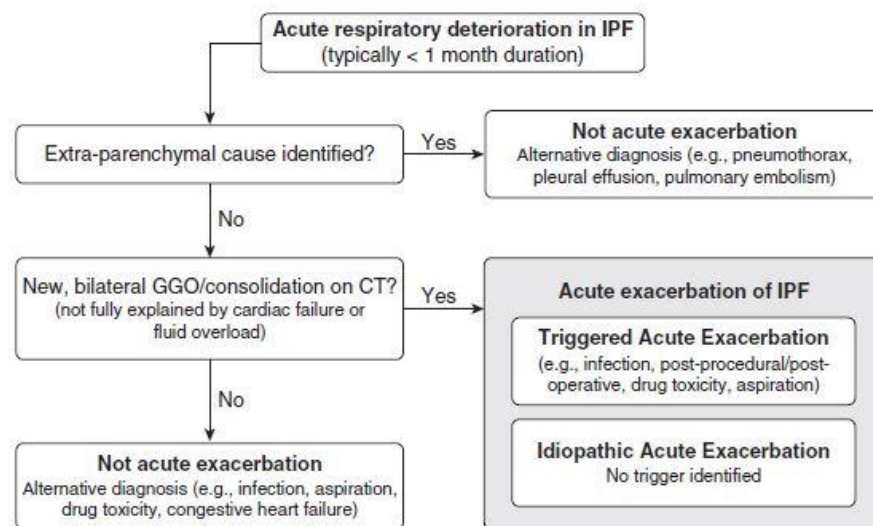 Acute respiratory deterioration in IPF
(typically < 1 month duration)
Extra-parenchymal cause identified?
Yes
Not acute exacerbation
Alternative diagnosis (e.g., pneumothorax,
pleural effusion, pulmonary embolism)
No
New, bilateral GGO/consolidation on CT?
(not fully explained by cardiac failure or
fluid overload)
Yes
Acute exacerbation of IPF
Triggered Acute Exacerbation
(e.g., infection, post-procedural/post-
operative, drug toxicity, aspiration)
Idiopathic Acute Exacerbation
No trigger identified
No
Not acute exacerbation
Alternative diagnosis (e.g., infection, aspiration,
drug toxicity, congestive heart failure)